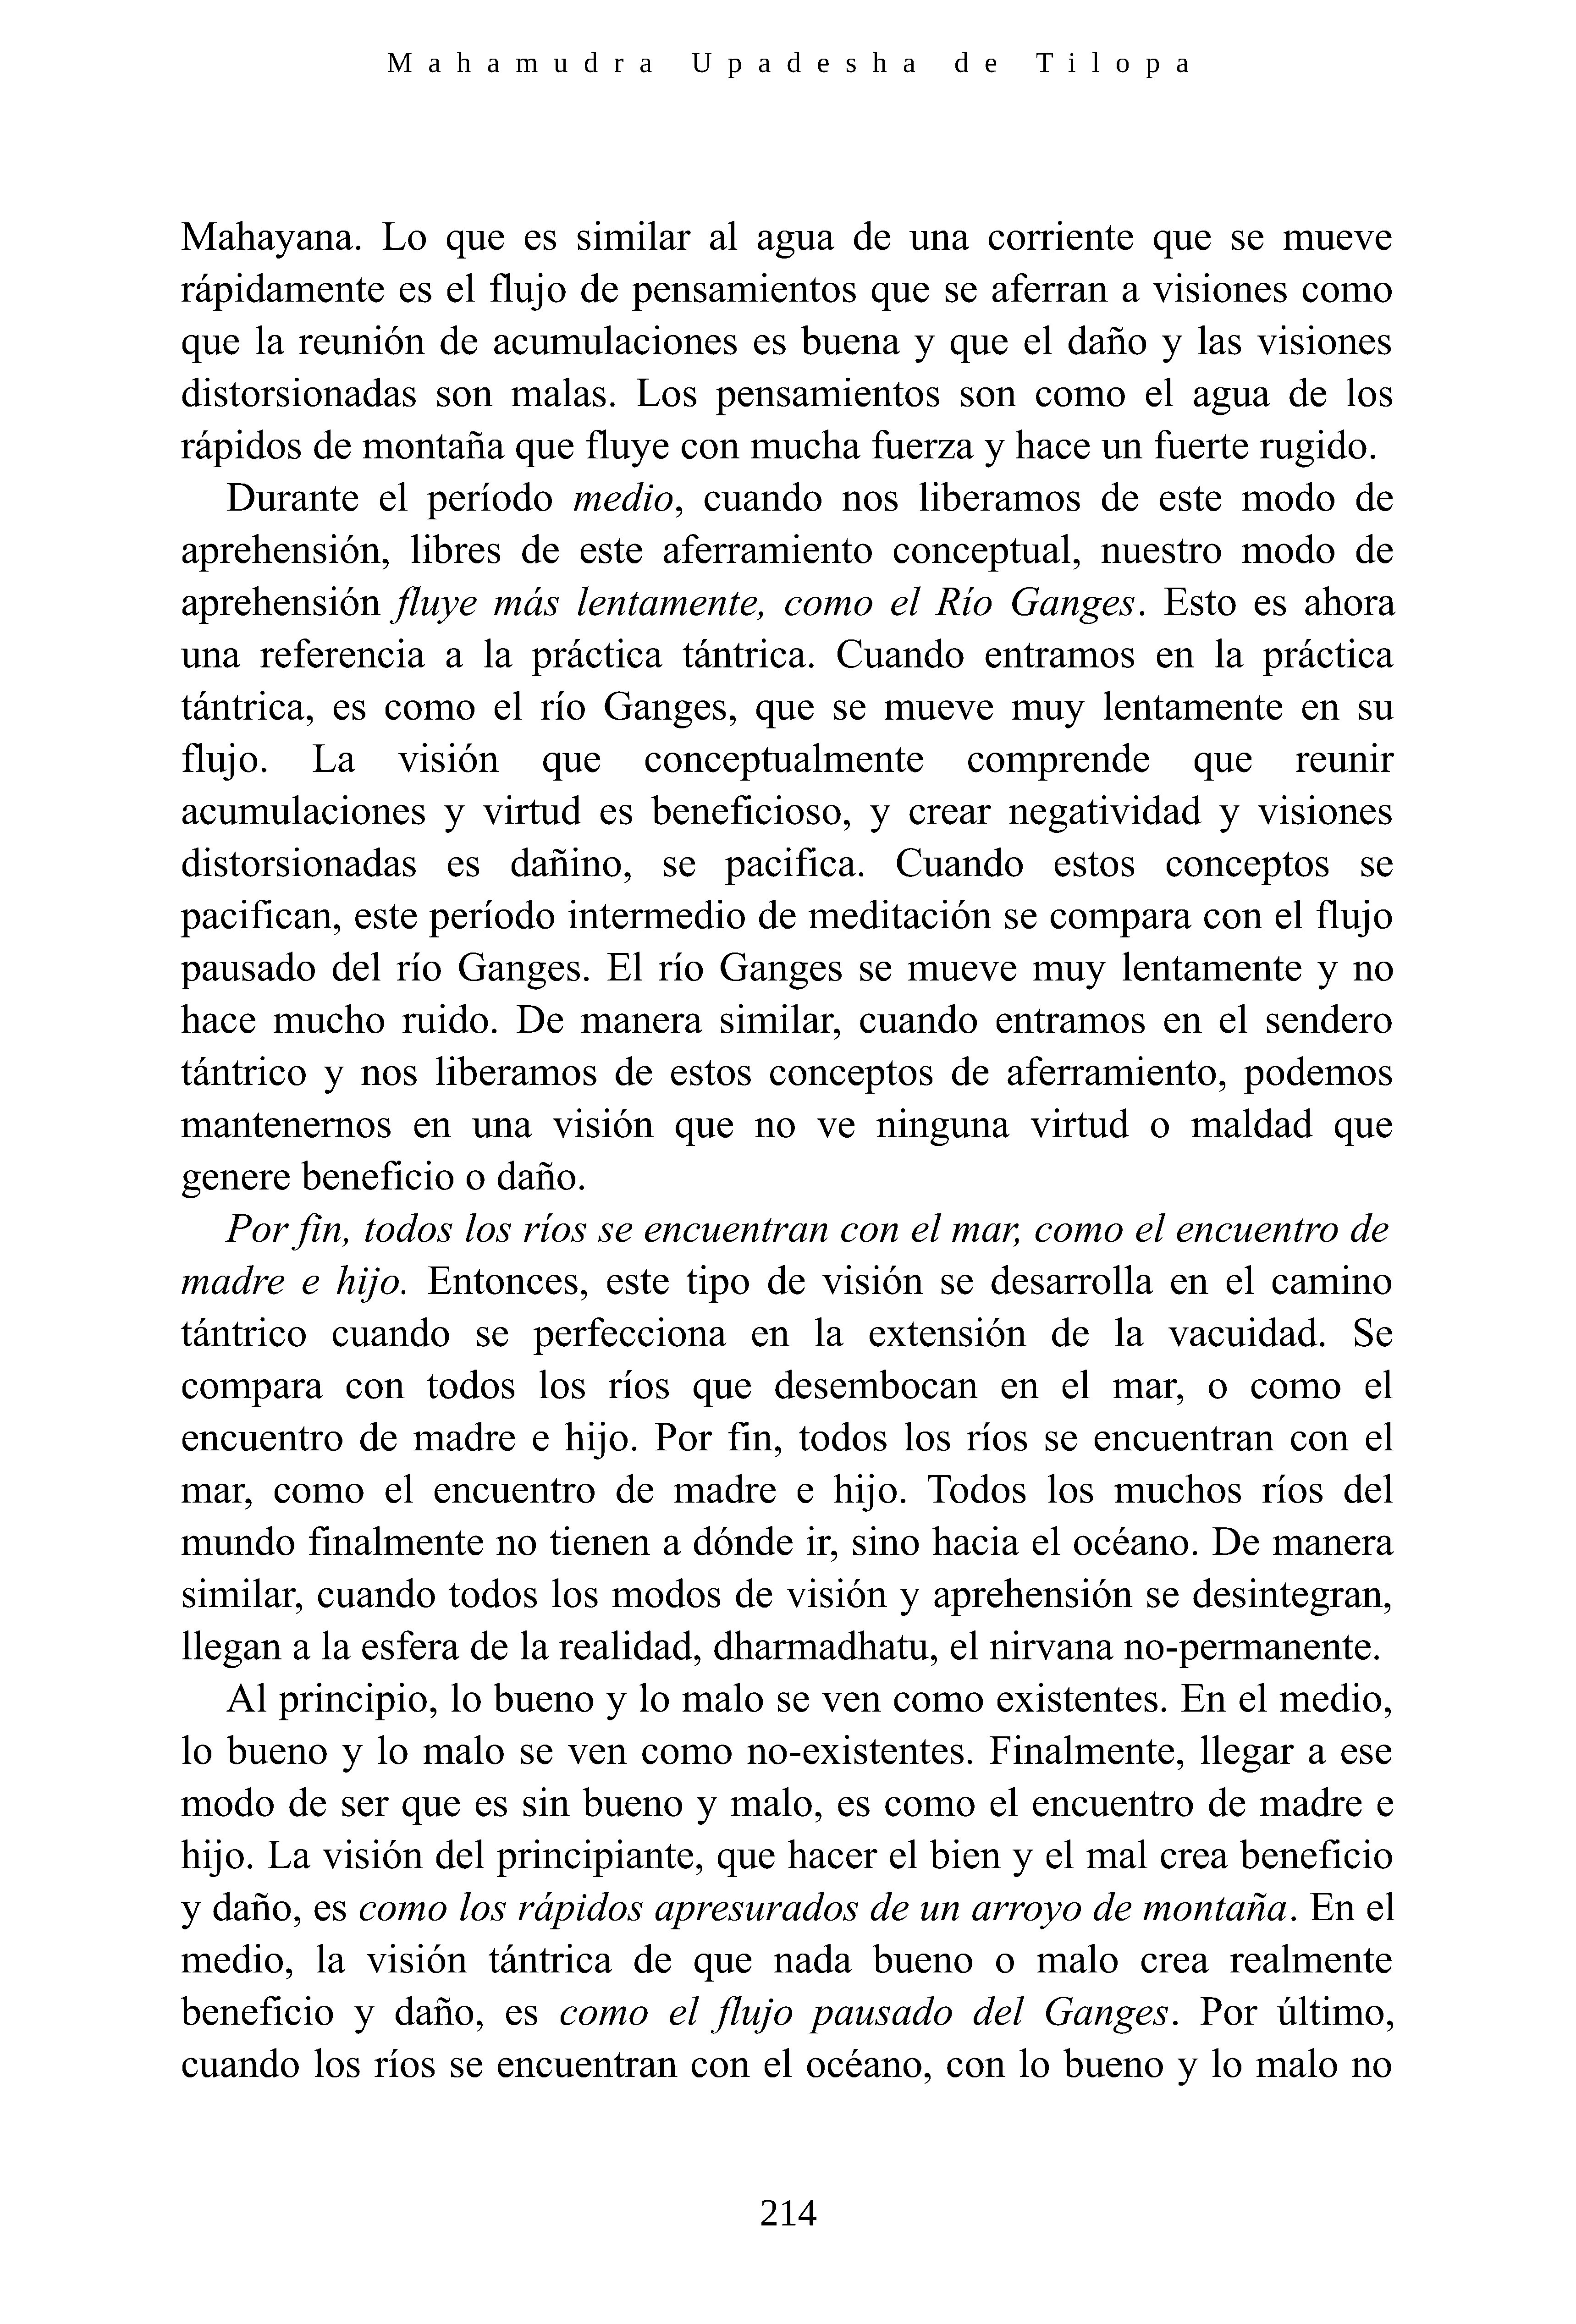 Mahamudra Upadesha de Tilopa
Mahayana. Lo que es similar al agua de una corriente que se mueve
rápidamente es el flujo de pensamientos que se aferran a visiones como
que la reunión de acumulaciones es buena y que el daño y las visiones
distorsionadas son malas. Los pensamientos son como el agua de los
rápidos de montaña que fluye con mucha fuerza y hace un fuerte rugido.
Durante el período medio, cuando nos liberamos de este modo de
aprehensión, libres de este aferramiento conceptual, nuestro modo de
aprehensión fluye más lentamente, como el Río Ganges. Esto es ahora
una referencia a la práctica tántrica. Cuando entramos en la práctica
tántrica, es como el río Ganges, que se mueve muy lentamente en su
flujo. La visión que conceptualmente comprende que reunir
acumulaciones y virtud es beneficioso, y crear negatividad y visiones
distorsionadas es dañino, se pacifica. Cuando estos conceptos se
pacifican, este período intermedio de meditación se compara con el flujo
pausado del río Ganges. El río Ganges se mueve muy lentamente y no
hace mucho ruido. De manera similar, cuando entramos en el sendero
tántrico y nos liberamos de estos conceptos de aferramiento, podemos
mantenernos en una visión que no ve ninguna virtud o maldad que
genere beneficio o daño.
Por fin, todos los ríos se encuentran con el mar, como el encuentro de
madre e hijo. Entonces, este tipo de visión se desarrolla en el camino
tántrico cuando se perfecciona en la extensión de la vacuidad. Se
compara con todos los ríos que desembocan en el mar, o como el
encuentro de madre e hijo. Por fin, todos los ríos se encuentran con el
mar, como el encuentro de madre e hijo. Todos los muchos ríos del
mundo finalmente no tienen a dónde ir, sino hacia el océano. De manera
similar, cuando todos los modos de visión y aprehensión se desintegran,
llegan a la esfera de la realidad, dharmadhatu, el nirvana no-permanente.
Al principio, lo bueno y lo malo se ven como existentes. En el medio,
lo bueno y lo malo se ven como no-existentes. Finalmente, llegar a ese
modo de ser que es sin bueno y malo, es como el encuentro de madre e
hijo. La visión del principiante, que hacer el bien y el mal crea beneficio
y daño, es como los rápidos apresurados de un arroyo de montaña. En el
medio, la visión tántrica de que nada bueno o malo crea realmente
beneficio y daño, es como el flujo pausado del Ganges. Por último,
cuando los ríos se encuentran con el océano, con lo bueno y lo malo no
214